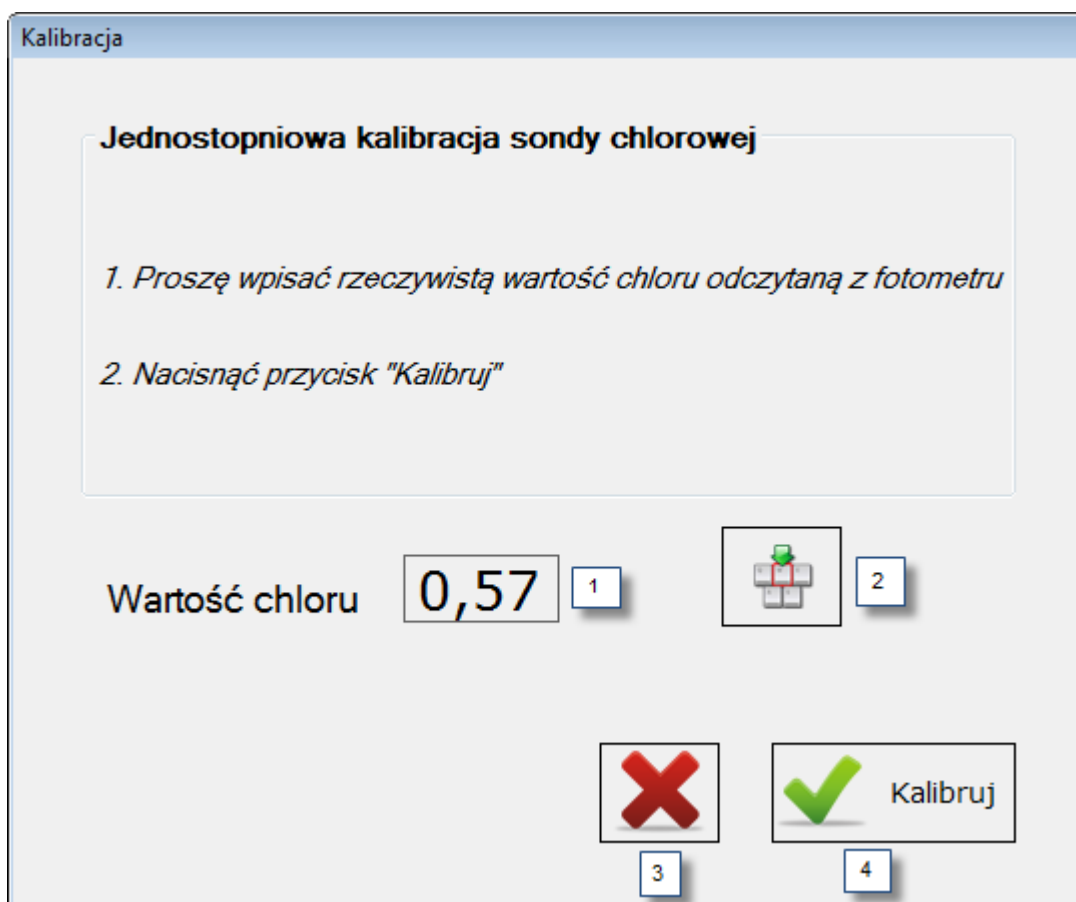 Kalibracja
Jednostopniowa kalibracja sondy chlorowej
1. Proszę wpisać rzeczywistą wartość chloru odczytaną z fotometru
2. Nacisnąć przycisk "Kalibruj"
Wartość chloru 0,57 1 2
Kalibruj
3 4